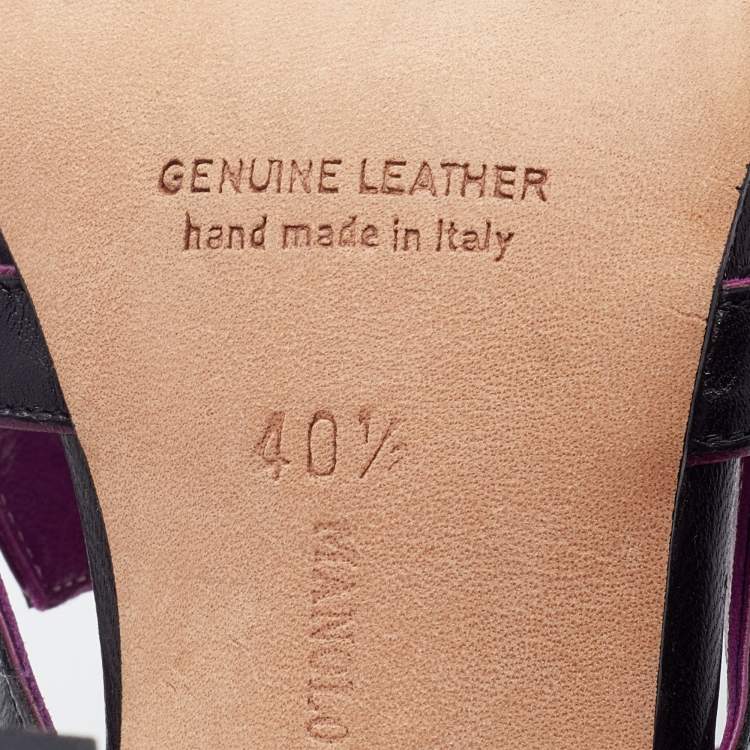 GENUINE LEATHER
hand made in Italy
40½
MANOLO